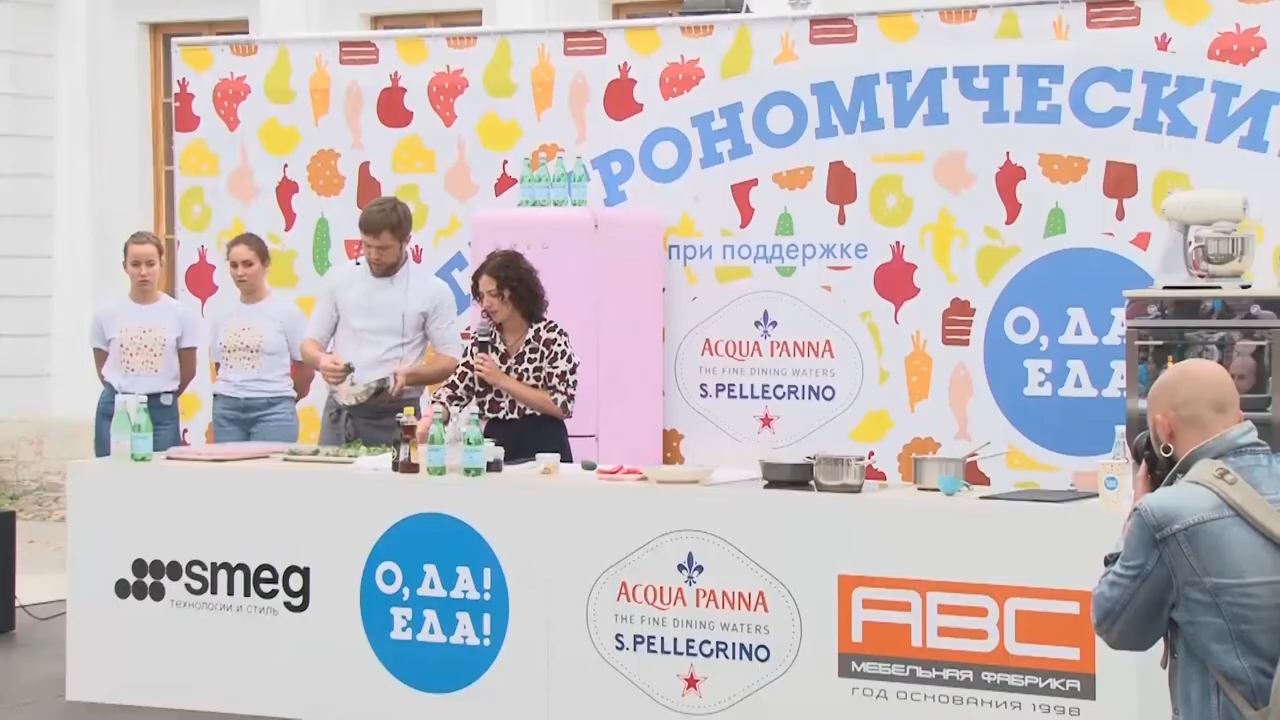 РОНОМИЧЕСКИ
при поддержке
SMEG
ACQUA PANNA
THE FINE DINING WATERS
S.PELLEGRINO
О, ДА
ЕДА
smeg
технологии и стиль
О, ДА!
ЕДА!
ACQUA PANNA
THE FINE DINING WATERS
S.PELLEGRINO
ABC
МЕБЕЛЬНАЯ ФАБРИКА
ГОД ОСНОВАНИЯ 1998